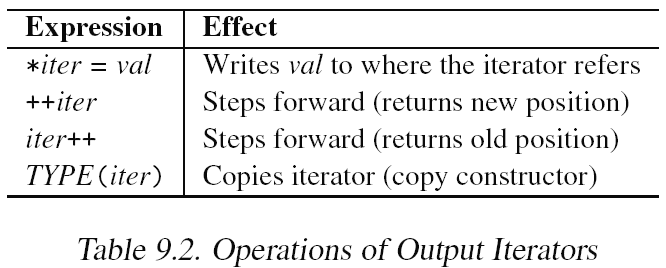 Expression Effect
*iter = val Writes val to where the iterator refers
++iter Steps forward (returns new position)
iter++ Steps forward (returns old position)
TYPE(iter) Copies iterator (copy constructor)
Table 9.2. Operations of Output Iterators